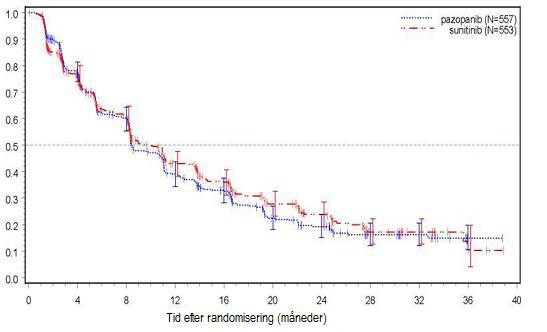 1.0
pazopanib (N=557)
sunitinib (N=553)
0.9
0.8
0.7
0.6
0.5
0.4
0.3
0.2
0.1
0.0
0 4 8 12 16 20 24 28 32 36 40
Tid efter randomisering (måneder)